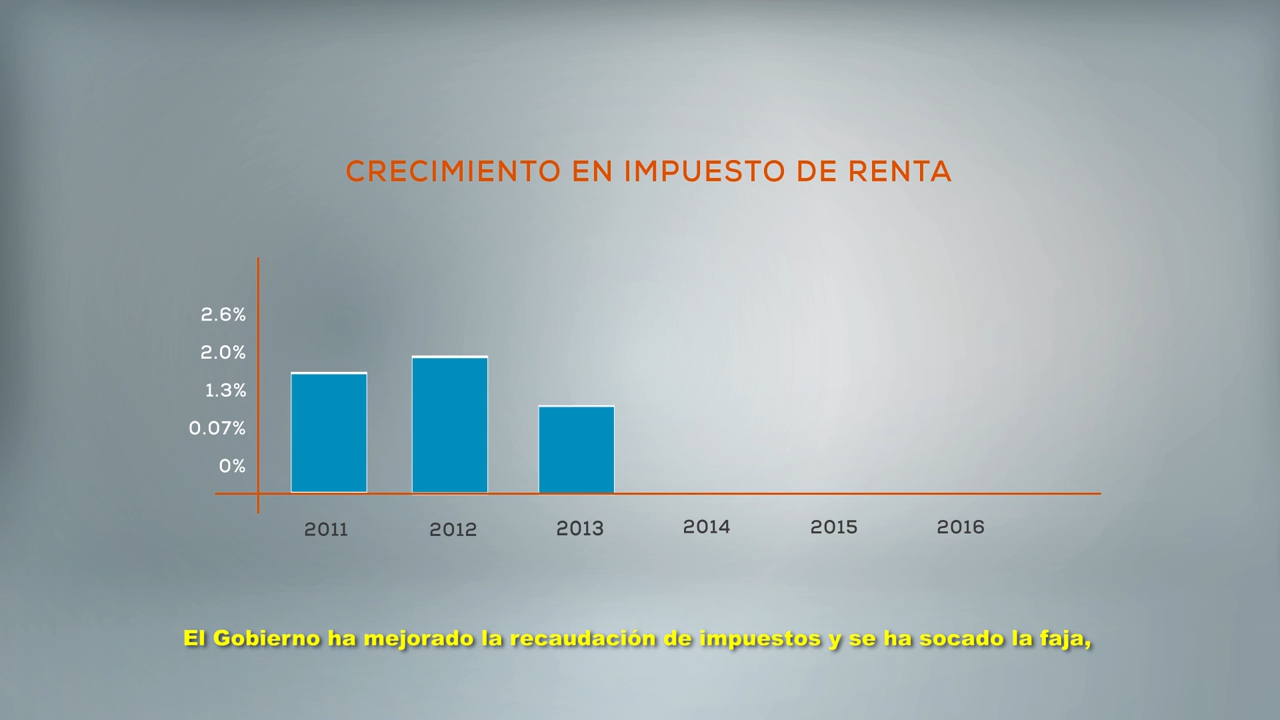 CRECIMIENTO EN IMPUESTO DE RENTA
2.6%
2.0%
1.3%
0.07%
0%
2011 2012 2013 2014 2015 2016
El Gobierno ha mejorado la recaudación de impuestos y se ha socado la faja,